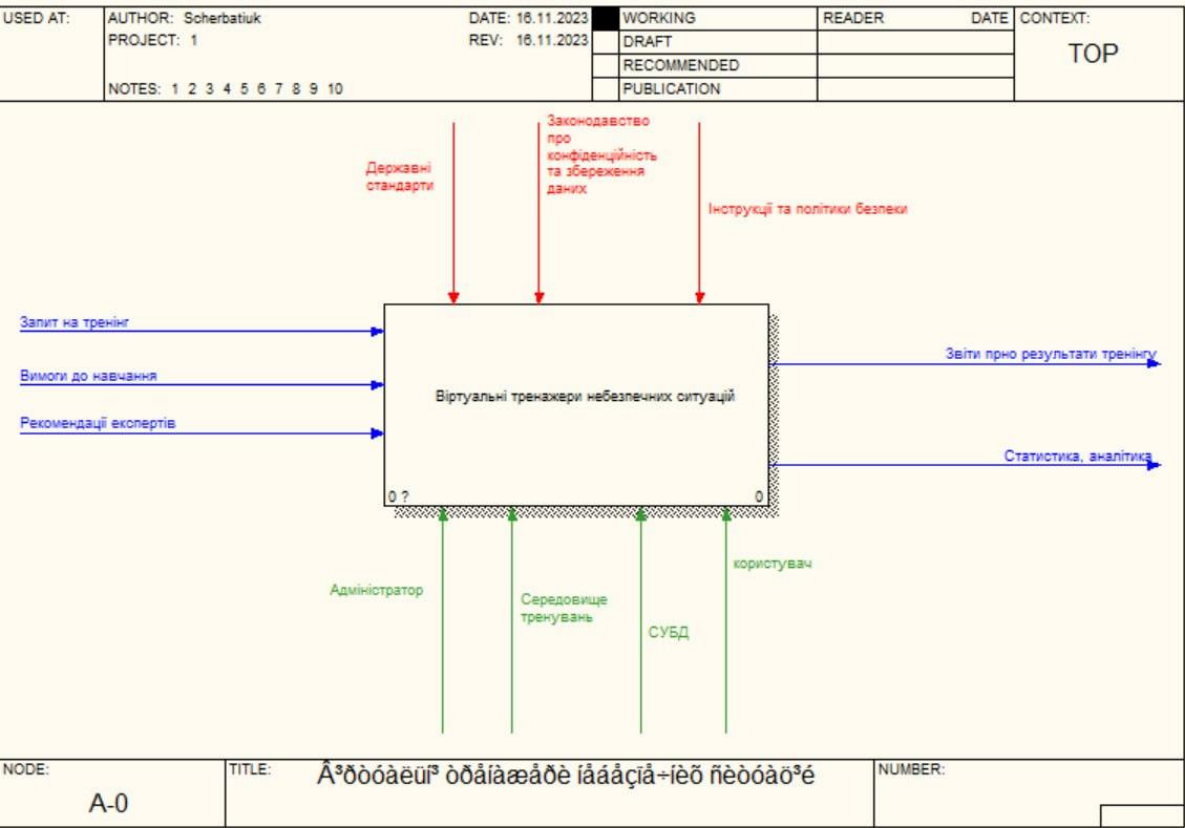 USED AT:
AUTHOR: Scherbatiuk
DATE: 16.11.2023
WORKING
READER
DATE
CONTEXT:
PROJECT: 1
REV: 16.11.2023
DRAFT
TOP
RECOMMENDED
NOTES: 1 2 3 4 5 6 7 8 9 10
PUBLICATION
Державні
стандарти
Законодавство
про
конфіденційність
та збереження
даних
Інструкції та політики безпеки
Запит на тренінг
Вимоги до навчання
Рекомендації експертів
Віртуальні тренажери небезпечних ситуацій
0 ?
0
Звіти прно результати тренінгу
Статистика, аналітика
Адміністратор
Середовище
тренувань
СУБД
користувач
NODE:
A-0
TITLE:
Â³ðòóàëüí³ òðåíàæåðè íåáåçïå÷íèõ ñèòóàö³é
NUMBER: